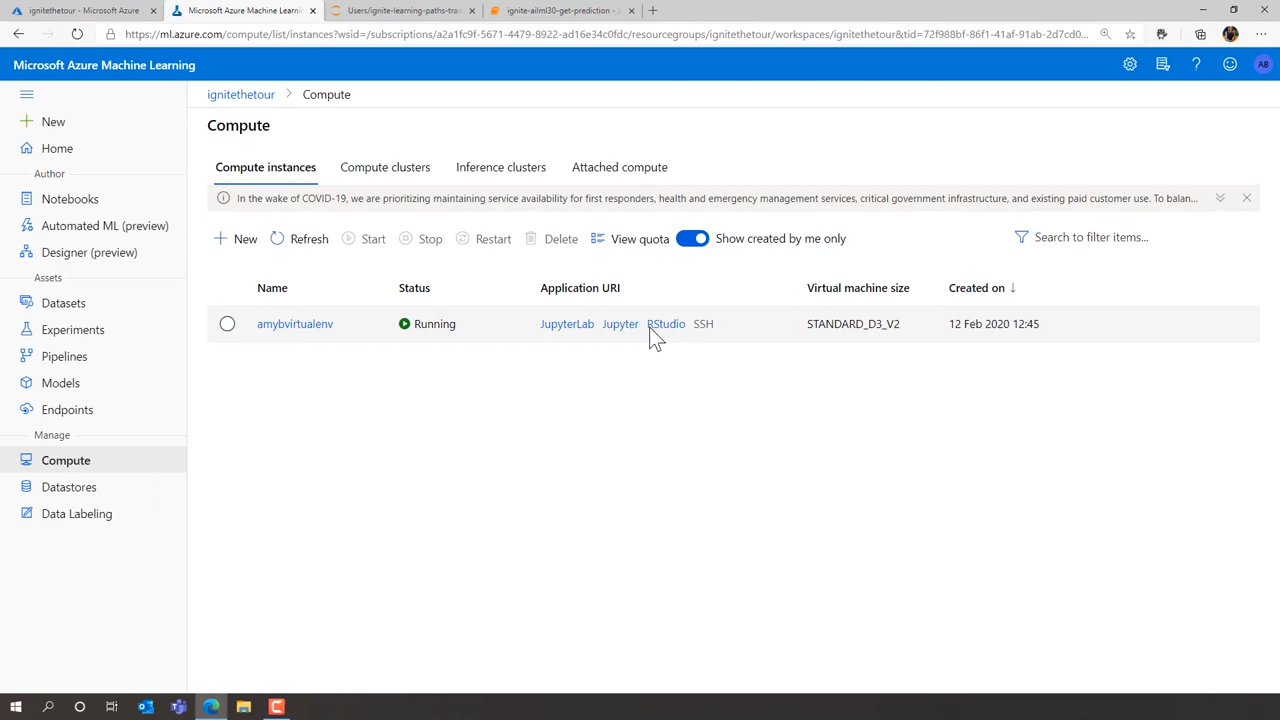 ignitethetour - Microsoft Azure
Microsoft Azure Machine Learnin
Users/ignite-learning-paths-trai
ignite-ailml30-get-prediction - J
https://ml.azure.com/compute/list/instances?wsid=/subscriptions/a2a1fc9f-5671-4479-8922-ad16e34c0fdc/resourcegroups/ignitethetour/workspaces/ignitethetour&tid=72f988bf-86f1-41af-91ab-2d7cd0...
Microsoft Azure Machine Learning
AB
New
Home
Author
Notebooks
Automated ML (preview)
Designer (preview)
Assets
Datasets
Experiments
Pipelines
Models
Endpoints
Manage
Compute
Datastores
Data Labeling
ignitethetour > Compute
Compute
Compute instances Compute clusters Inference clusters Attached compute
In the wake of COVID-19, we are prioritizing maintaining service availability for first responders, health and emergency management services, critical government infrastructure, and existing paid customer use. To balan...
New Refresh Start Stop Restart Delete View quota Show created by me only Search to filter items...
Name Status Application URI Virtual machine size Created on ↓
amybvirtualenv Running JupyterLab Jupyter RStudio SSH STANDARD_D3_V2 12 Feb 2020 12:45